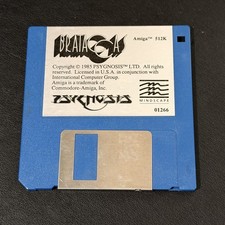 BRATACCAS
Amiga™ 512K
Copyright © 1985 PSYGNOSIS™ LTD. All rights
reserved. Licensed in U.S.A. in conjunction with
International Computer Group.
Amiga is a trademark of
Commodore-Amiga, Inc.
PSYGNOSIS
MINDSCAPE
01266